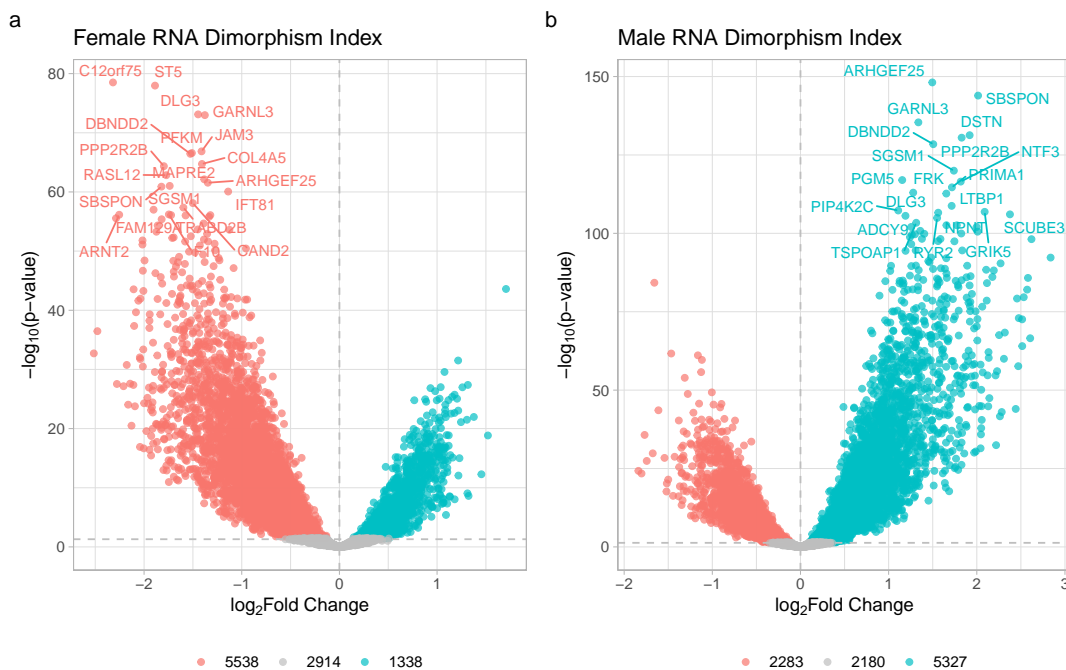 a
Female RNA Dimorphism Index
−log10(p−value)
80
60
40
20
0
C12orf75
ST5
DLG3
GARNL3
DBNDD2
PFKM
JAM3
PPP2R2B
COL4A5
RASL12
MAPRE2
ARHGEF25
SBSPON
SGSM1
IFT81
FAM129A
TRABD2B
ARNT2
F10
CAND2
−2
−1
0
1
log2Fold Change
5538
2914
1338
b
Male RNA Dimorphism Index
−log10(p−value)
150
100
50
0
ARHGEF25
SBSPON
GARNL3
DSTN
DBNDD2
PPP2R2B
NTF3
SGSM1
PGM5
FRK
PRIMA1
PIP4K2C
DLG3
LTBP1
ADCY9
NPNT
SCUBE3
TSPOAP1
RYR2
GRIK5
−2
−1
0
1
2
3
log2Fold Change
2283
2180
5327